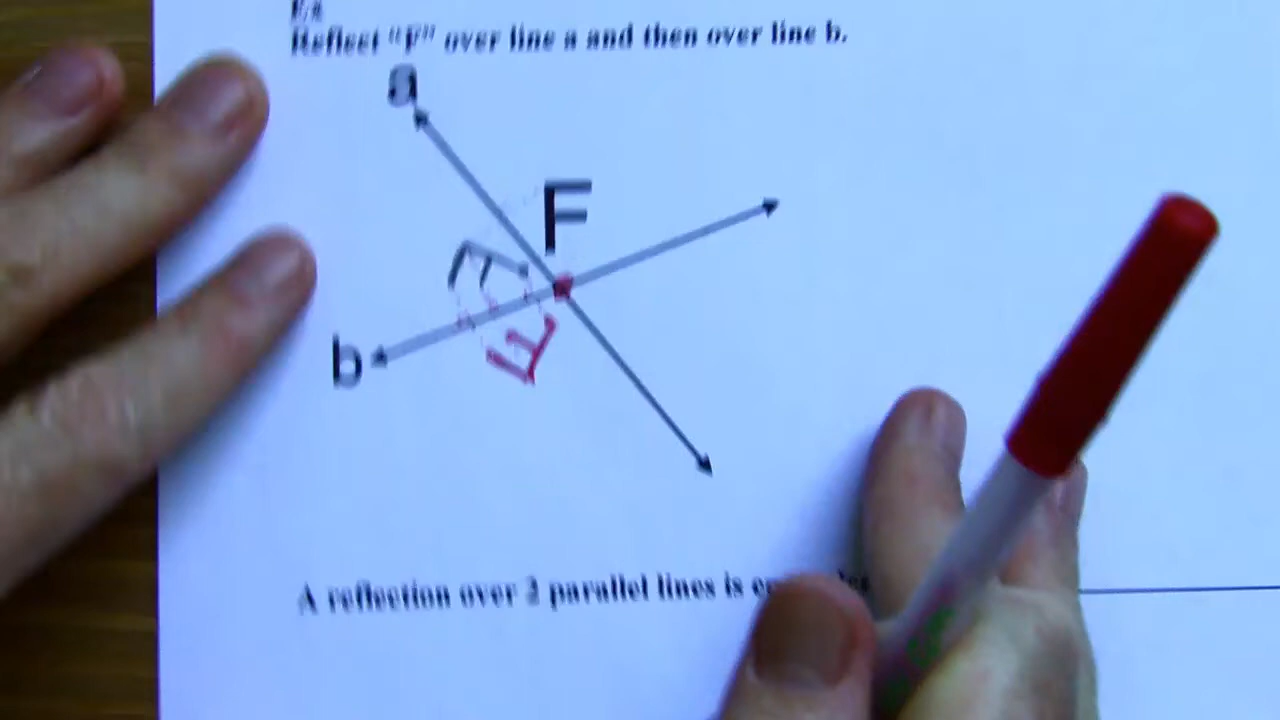 Reflect "F" over line a and then over line b.
a
F
F
b
F
A reflection over 2 parallel lines is